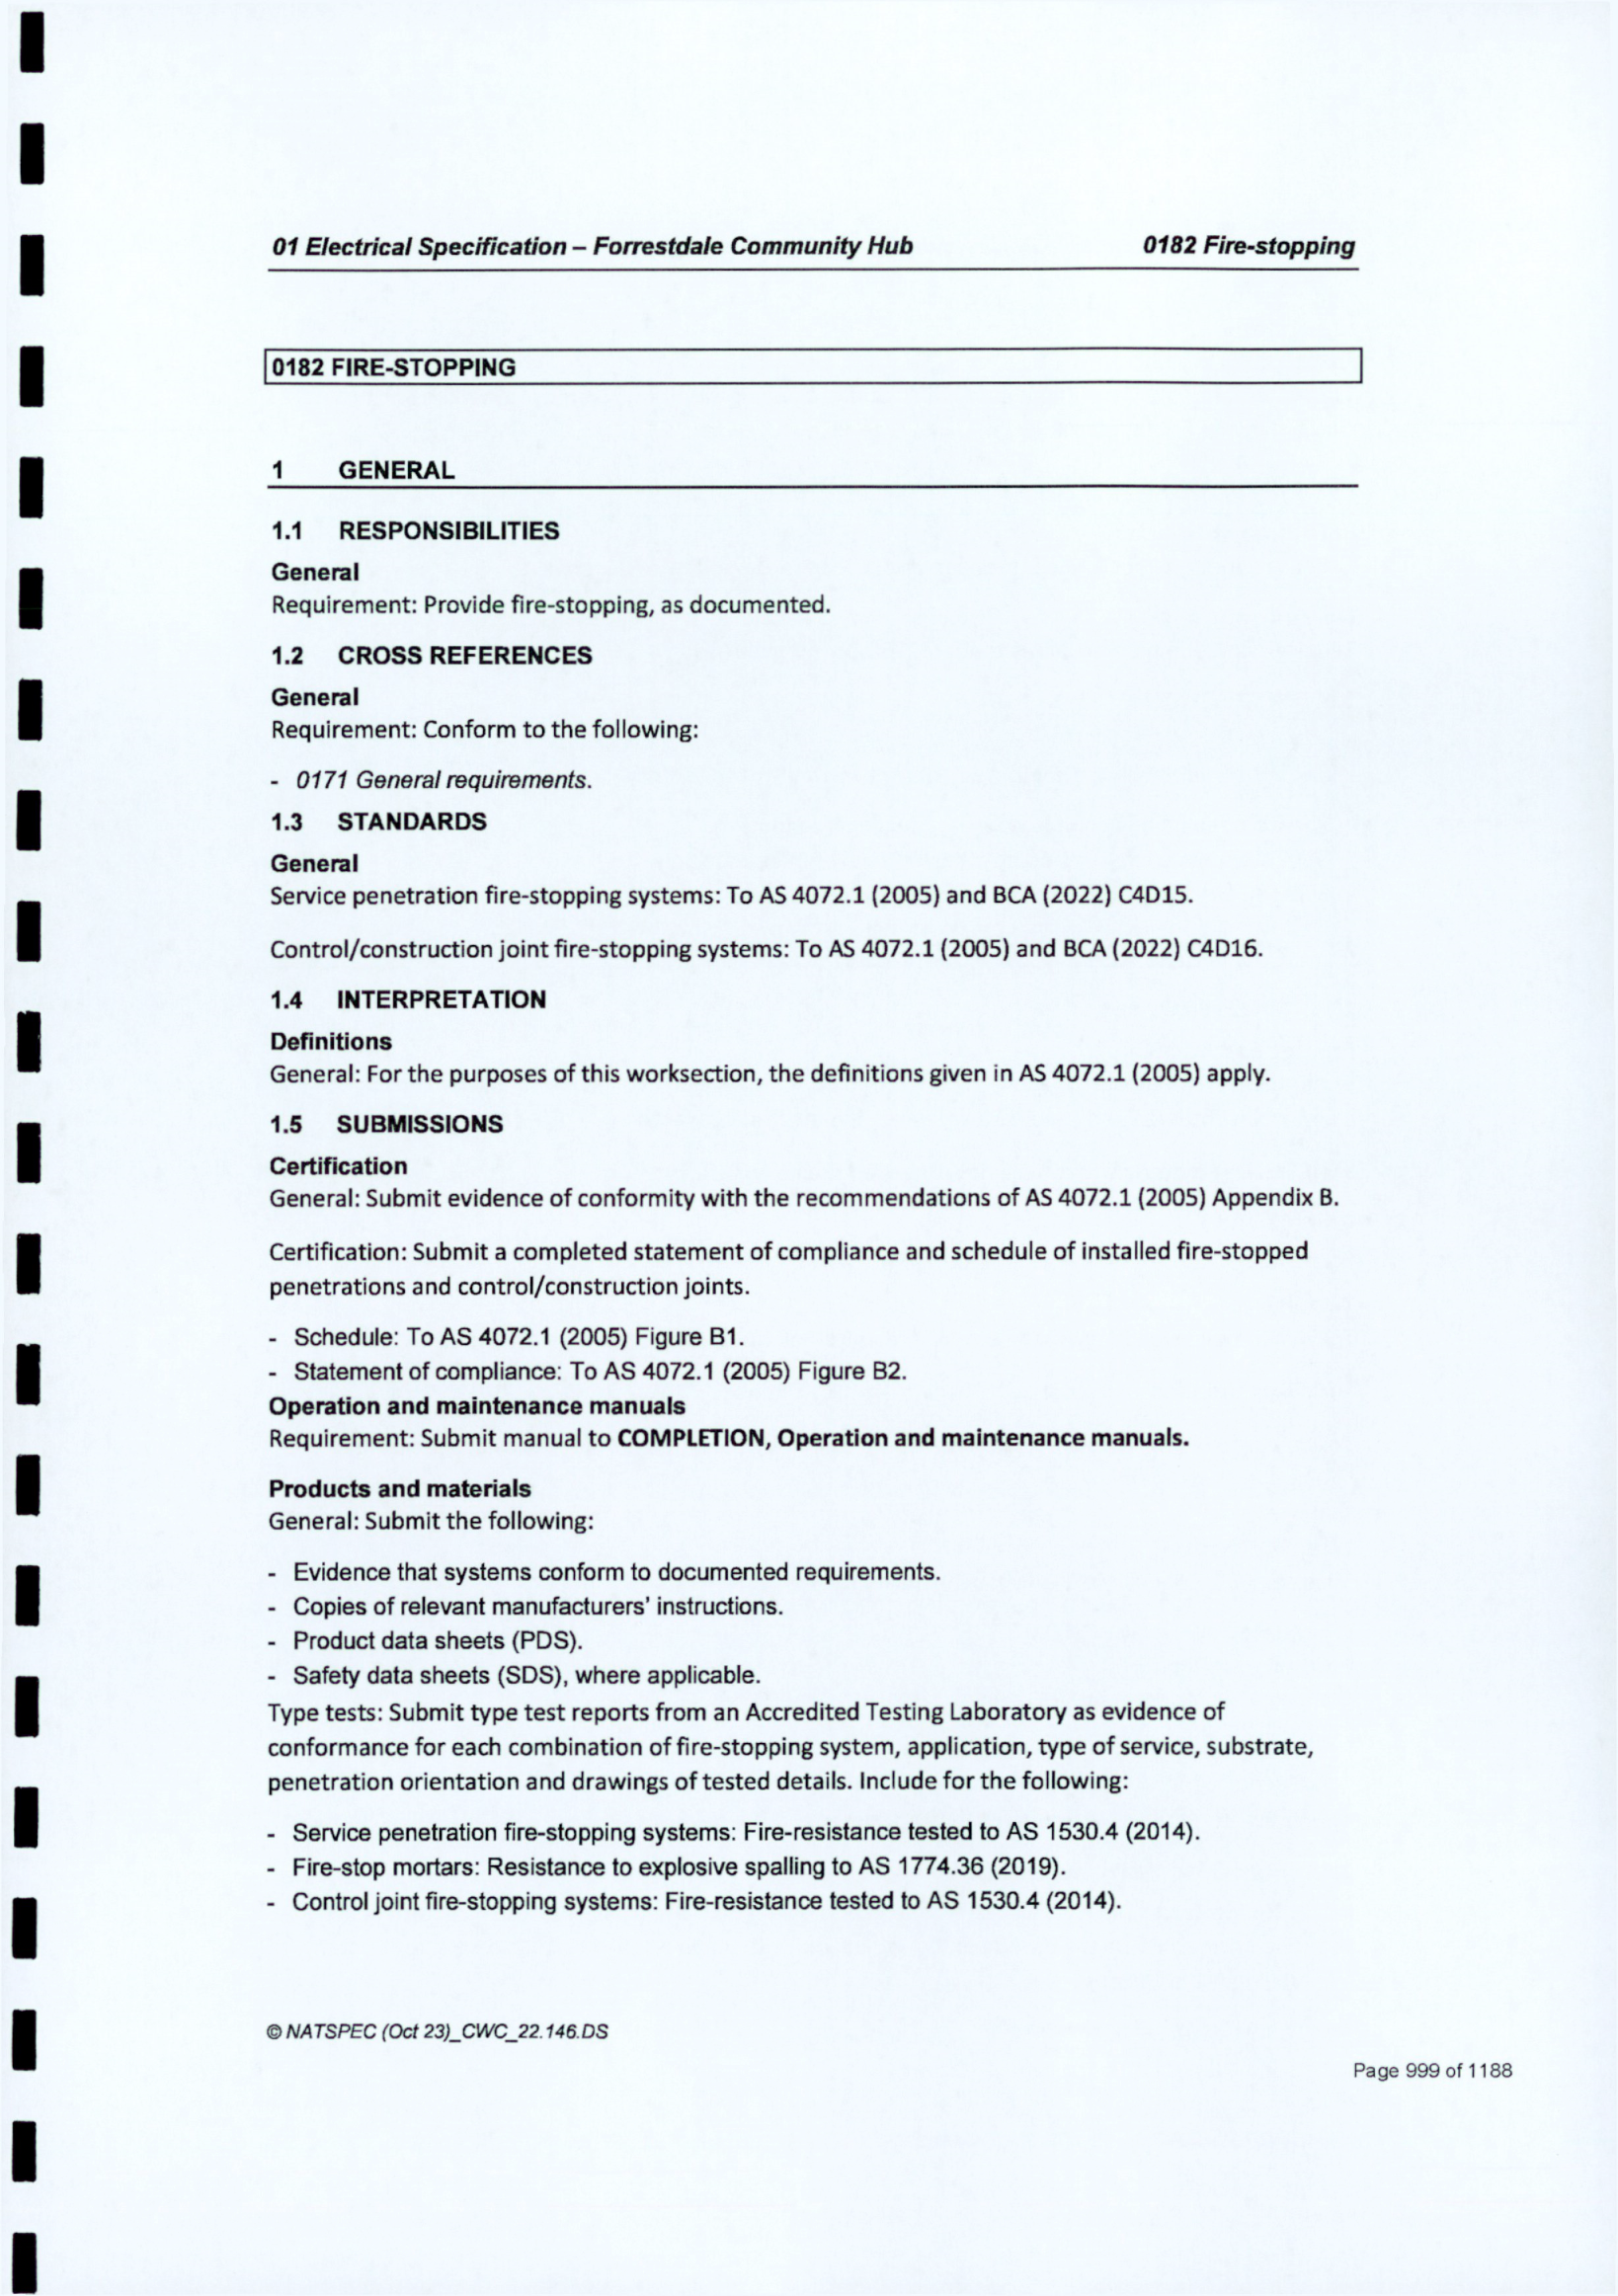 01 Electrical Specification – Forrestdale Community Hub 0182 Fire-stopping
0182 FIRE-STOPPING
1 GENERAL
1.1 RESPONSIBILITIES
General
Requirement: Provide fire-stopping, as documented.
1.2 CROSS REFERENCES
General
Requirement: Conform to the following:
- 0171 General requirements.
1.3 STANDARDS
General
Service penetration fire-stopping systems: To AS 4072.1 (2005) and BCA (2022) C4D15.
Control/construction joint fire-stopping systems: To AS 4072.1 (2005) and BCA (2022) C4D16.
1.4 INTERPRETATION
Definitions
General: For the purposes of this worksection, the definitions given in AS 4072.1 (2005) apply.
1.5 SUBMISSIONS
Certification
General: Submit evidence of conformity with the recommendations of AS 4072.1 (2005) Appendix B.
Certification: Submit a completed statement of compliance and schedule of installed fire-stopped
penetrations and control/construction joints.
- Schedule: To AS 4072.1 (2005) Figure B1.
- Statement of compliance: To AS 4072.1 (2005) Figure B2.
Operation and maintenance manuals
Requirement: Submit manual to COMPLETION, Operation and maintenance manuals.
Products and materials
General: Submit the following:
- Evidence that systems conform to documented requirements.
- Copies of relevant manufacturers' instructions.
- Product data sheets (PDS).
- Safety data sheets (SDS), where applicable.
Type tests: Submit type test reports from an Accredited Testing Laboratory as evidence of
conformance for each combination of fire-stopping system, application, type of service, substrate,
penetration orientation and drawings of tested details. Include for the following:
- Service penetration fire-stopping systems: Fire-resistance tested to AS 1530.4 (2014).
- Fire-stop mortars: Resistance to explosive spalling to AS 1774.36 (2019).
- Control joint fire-stopping systems: Fire-resistance tested to AS 1530.4 (2014).
© NATSPEC (Oct 23)_CWC_22.146.DS
Page 999 of 1188